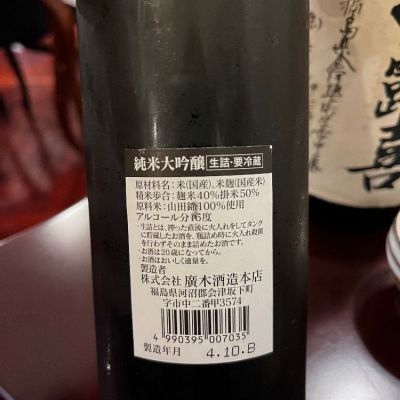 純米大吟醸 生詰・要冷蔵
原材料名:米(国産)、米麹(国産米)
精米歩合:麹米40%掛米50%
原料米:山田錦100%使用
アルコール分16度
・生詰とは、搾った直後に火入れをしてタンク
に貯蔵したお酒を、瓶詰め時に火入れ殺菌
を行わずそのまま詰めたお酒です。
・お酒は20歳になってから。
・お酒はおいしく適量を。
製造者
株式会社 廣木酒造本店
福島県河沼郡会津坂下町
字市中二番甲3574
4 990395 007035
製造年月 4.10.B
露喜